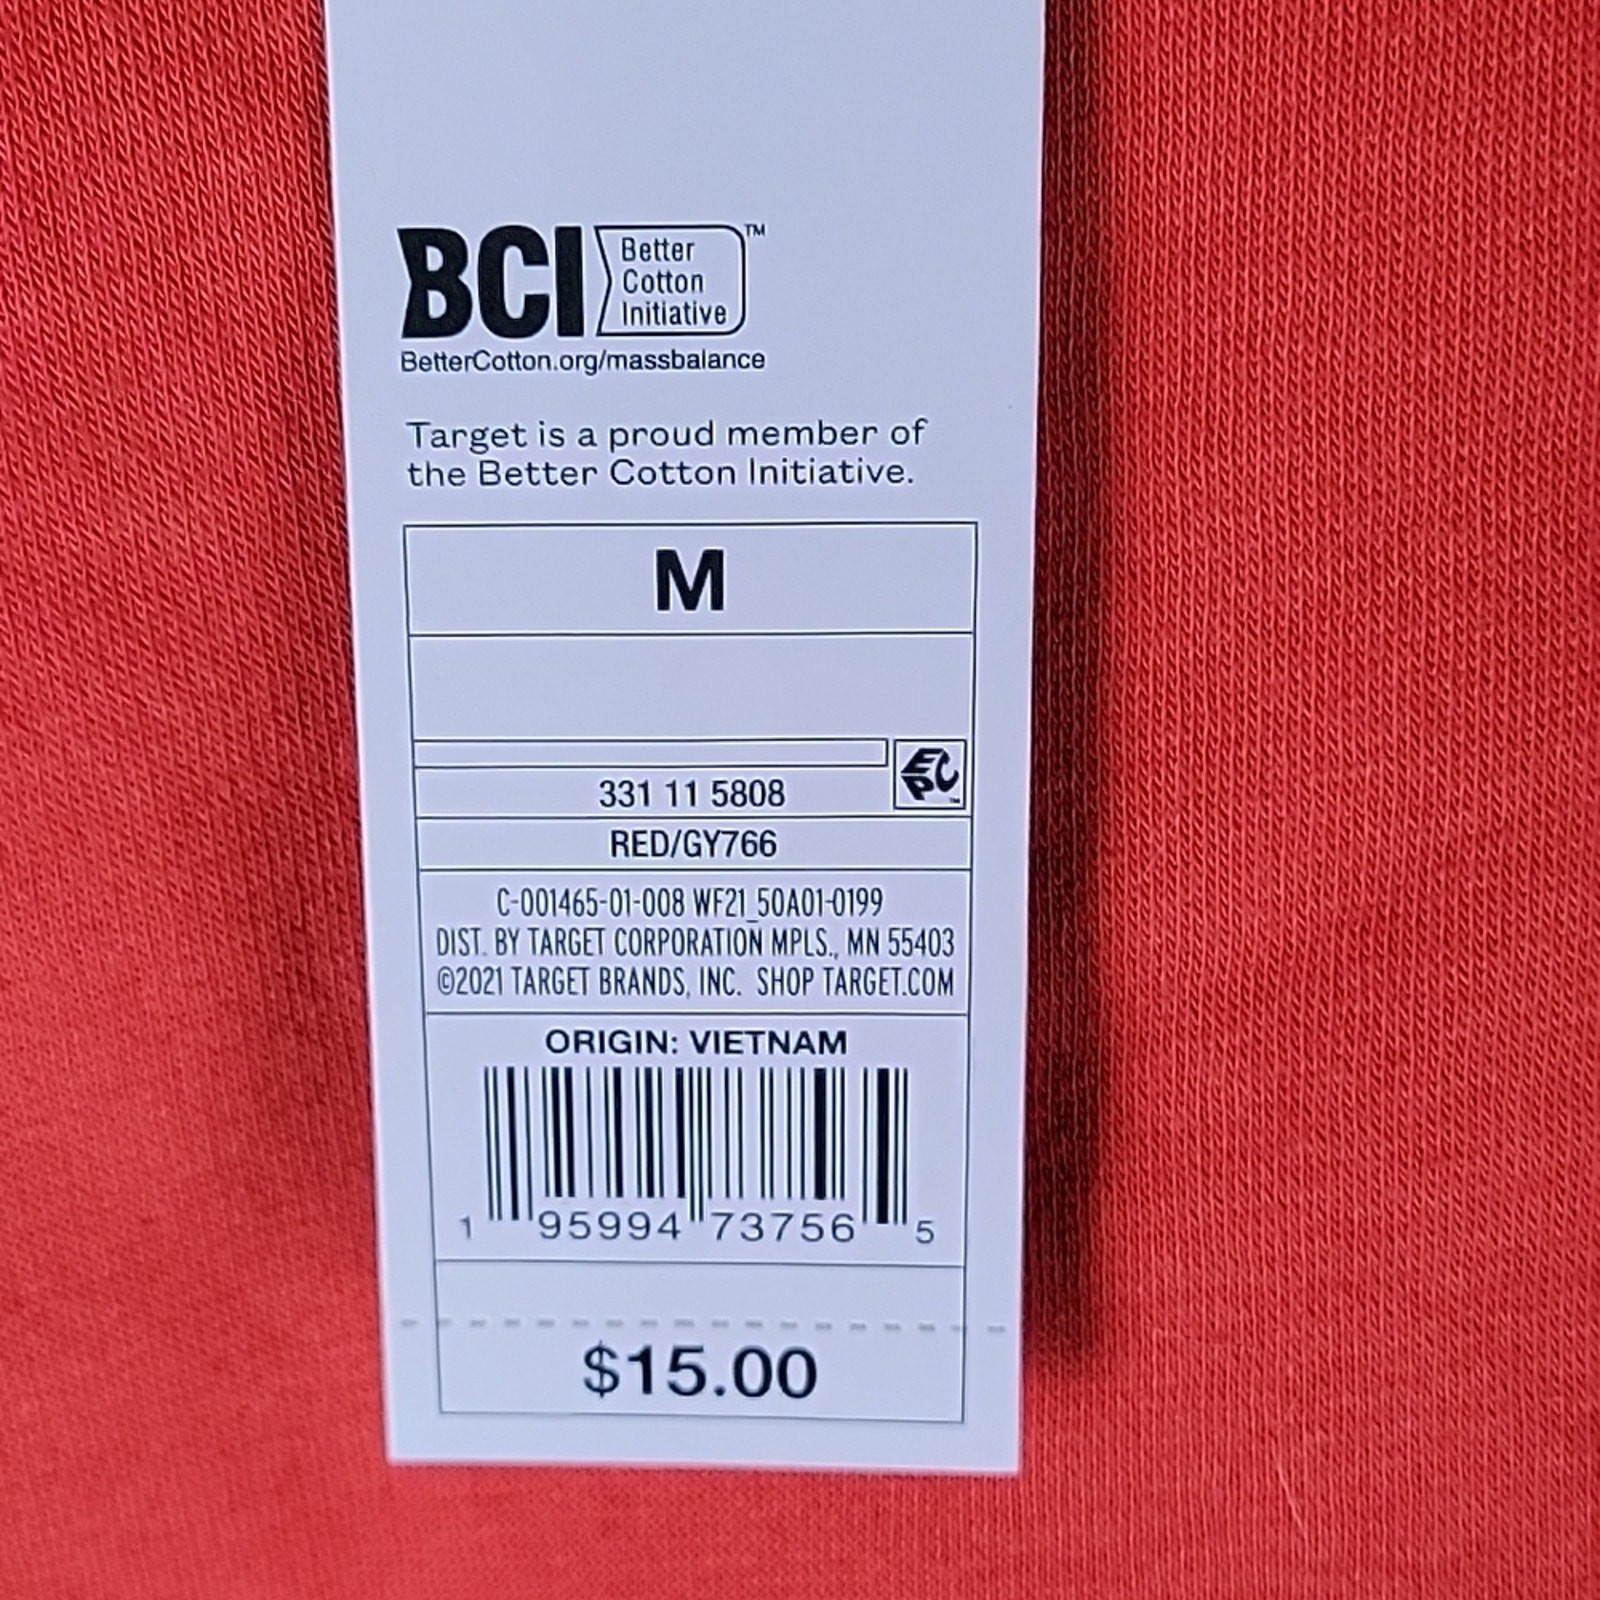 BCI Better Cotton Initiative™
BetterCotton.org/massbalance
Target is a proud member of
the Better Cotton Initiative.
M
EPC™
331 11 5808
RED/GY766
C-001465-01-008 WF21_50A01-0199
DIST. BY TARGET CORPORATION MPLS., MN 55403
©2021 TARGET BRANDS, INC. SHOP TARGET.COM
ORIGIN: VIETNAM
1 95994 73756 5
$15.00